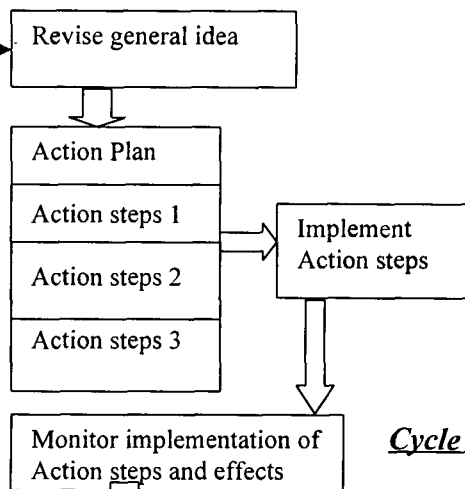 Revise general idea
Action Plan
Action steps 1
Action steps 2
Action steps 3
Implement
Action steps
Monitor implementation of
Action steps and effects
Cycle